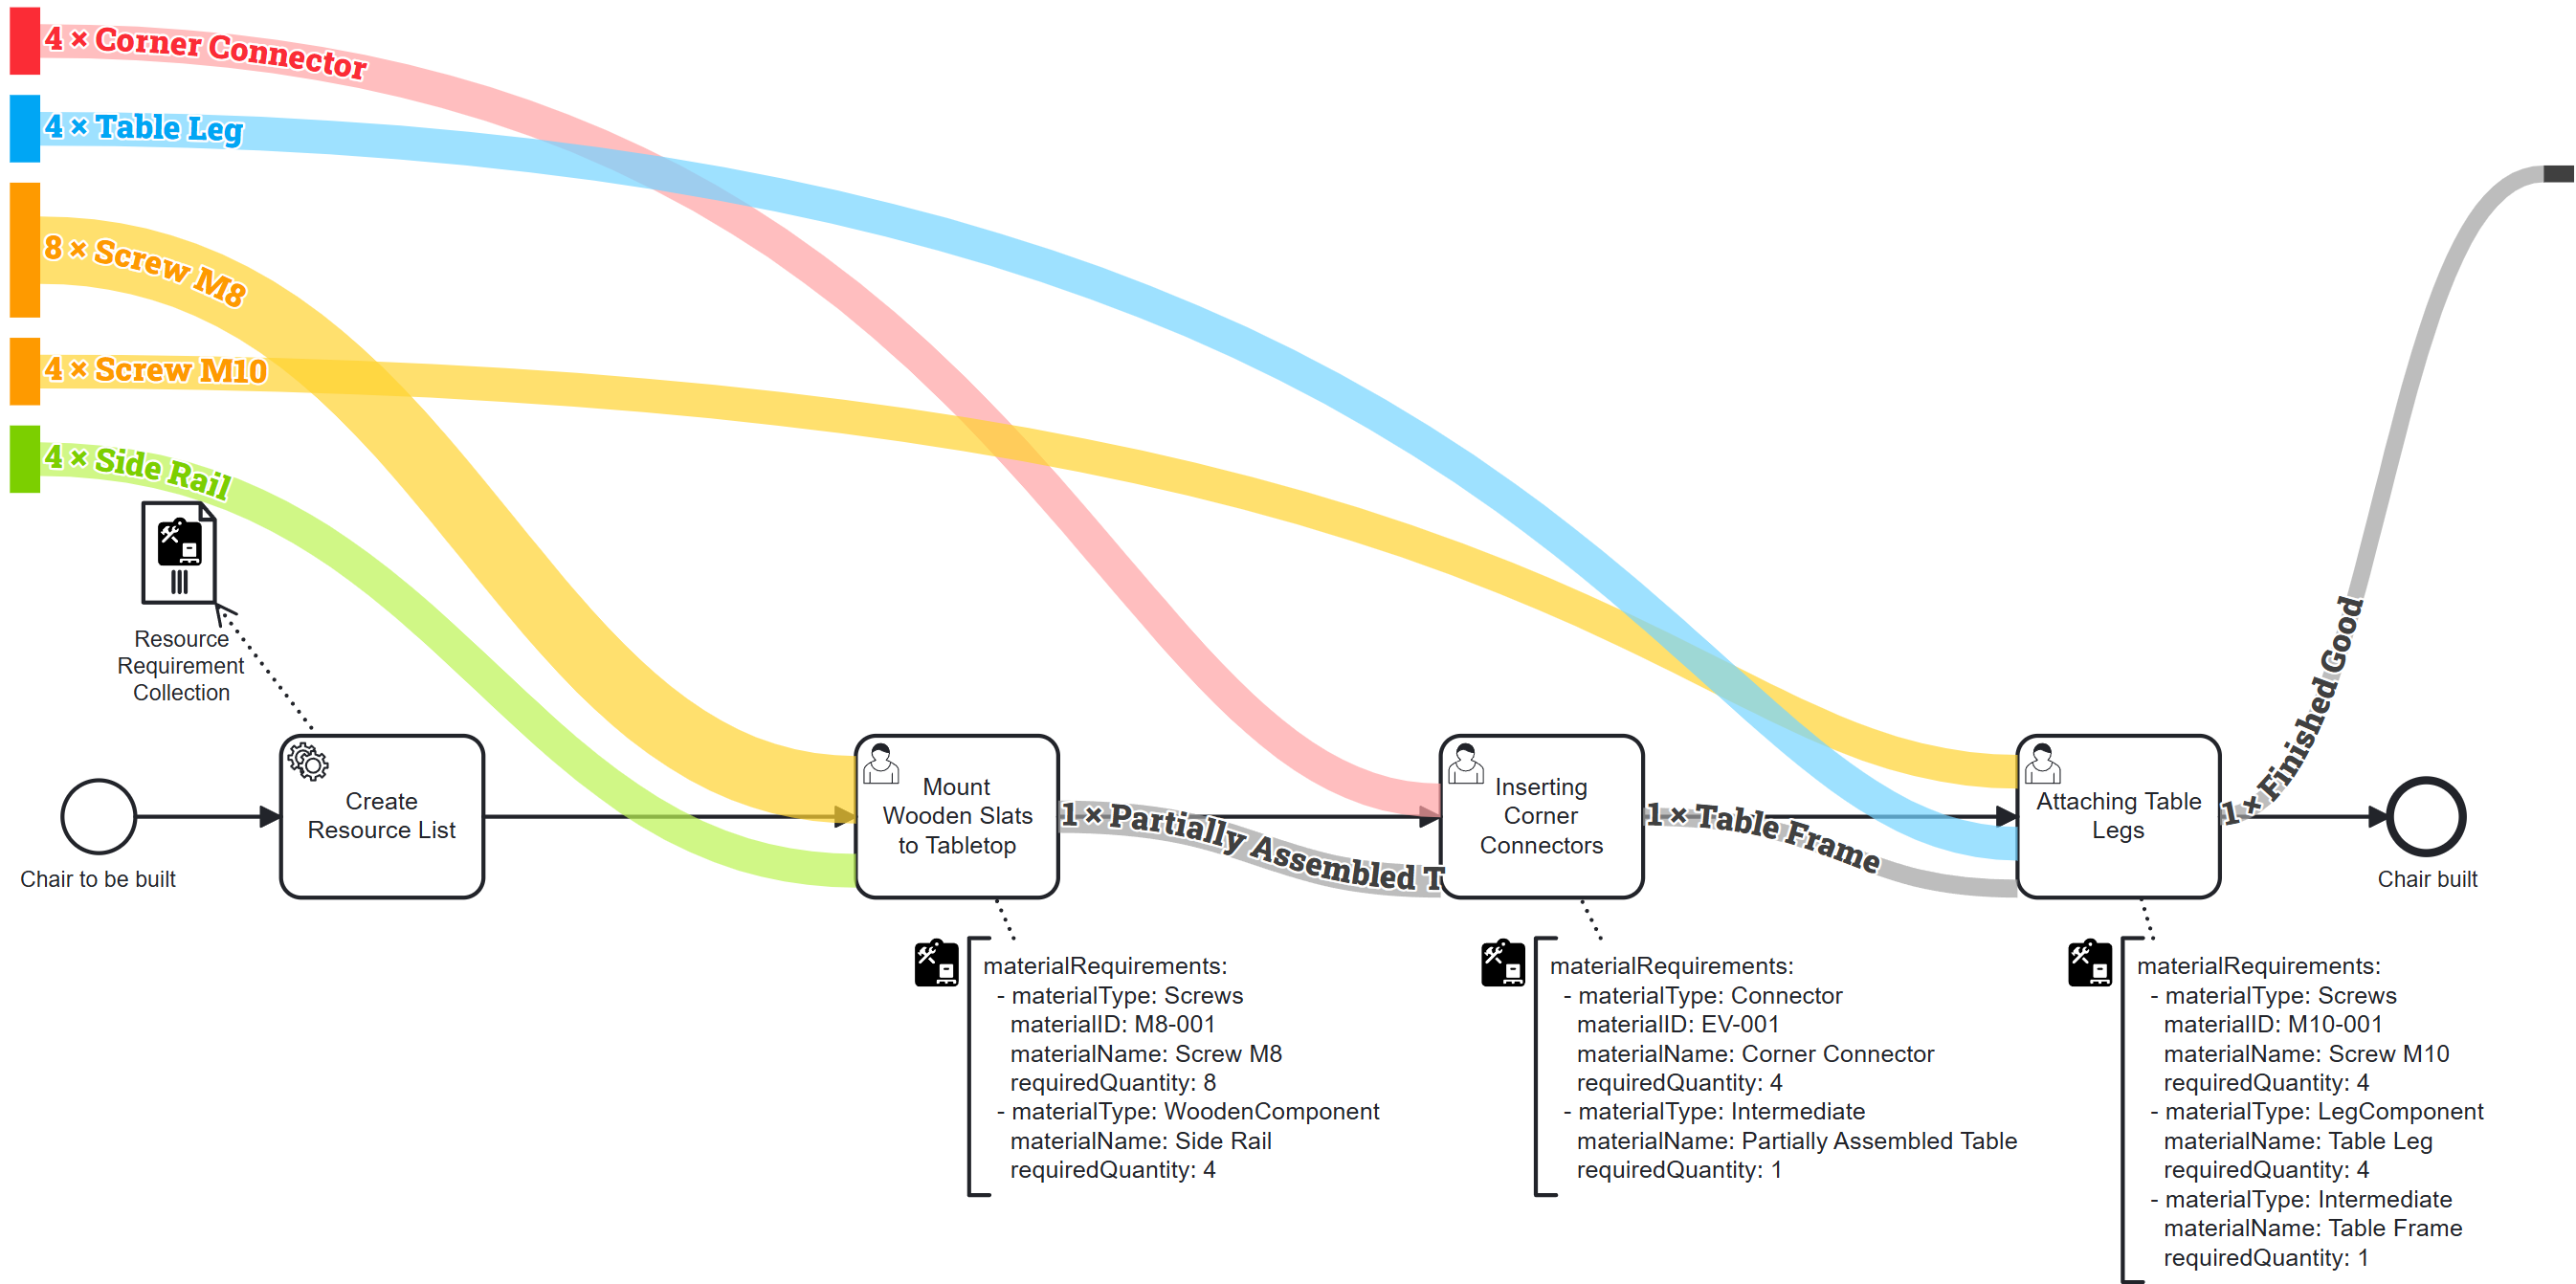 4 × Corner Connector
4 × Table Leg
8 × Screw M8
4 × Screw M10
4 × Side Rail
Resource
Requirement
Collection
Chair to be built
Create
Resource List
Mount
Wooden Slats
to Tabletop
1 × Partially Assembled T
Inserting
Corner
Connectors
1 × Table Frame
Attaching Table
Legs
1 × Finished Good
Chair built
materialRequirements:
- materialType: Screws
materialID: M8-001
materialName: Screw M8
requiredQuantity: 8
- materialType: WoodenComponent
materialName: Side Rail
requiredQuantity: 4
materialRequirements:
- materialType: Connector
materialID: EV-001
materialName: Corner Connector
requiredQuantity: 4
- materialType: Intermediate
materialName: Partially Assembled Table
requiredQuantity: 1
materialRequirements:
- materialType: Screws
materialID: M10-001
materialName: Screw M10
requiredQuantity: 4
- materialType: LegComponent
materialName: Table Leg
requiredQuantity: 4
- materialType: Intermediate
materialName: Table Frame
requiredQuantity: 1